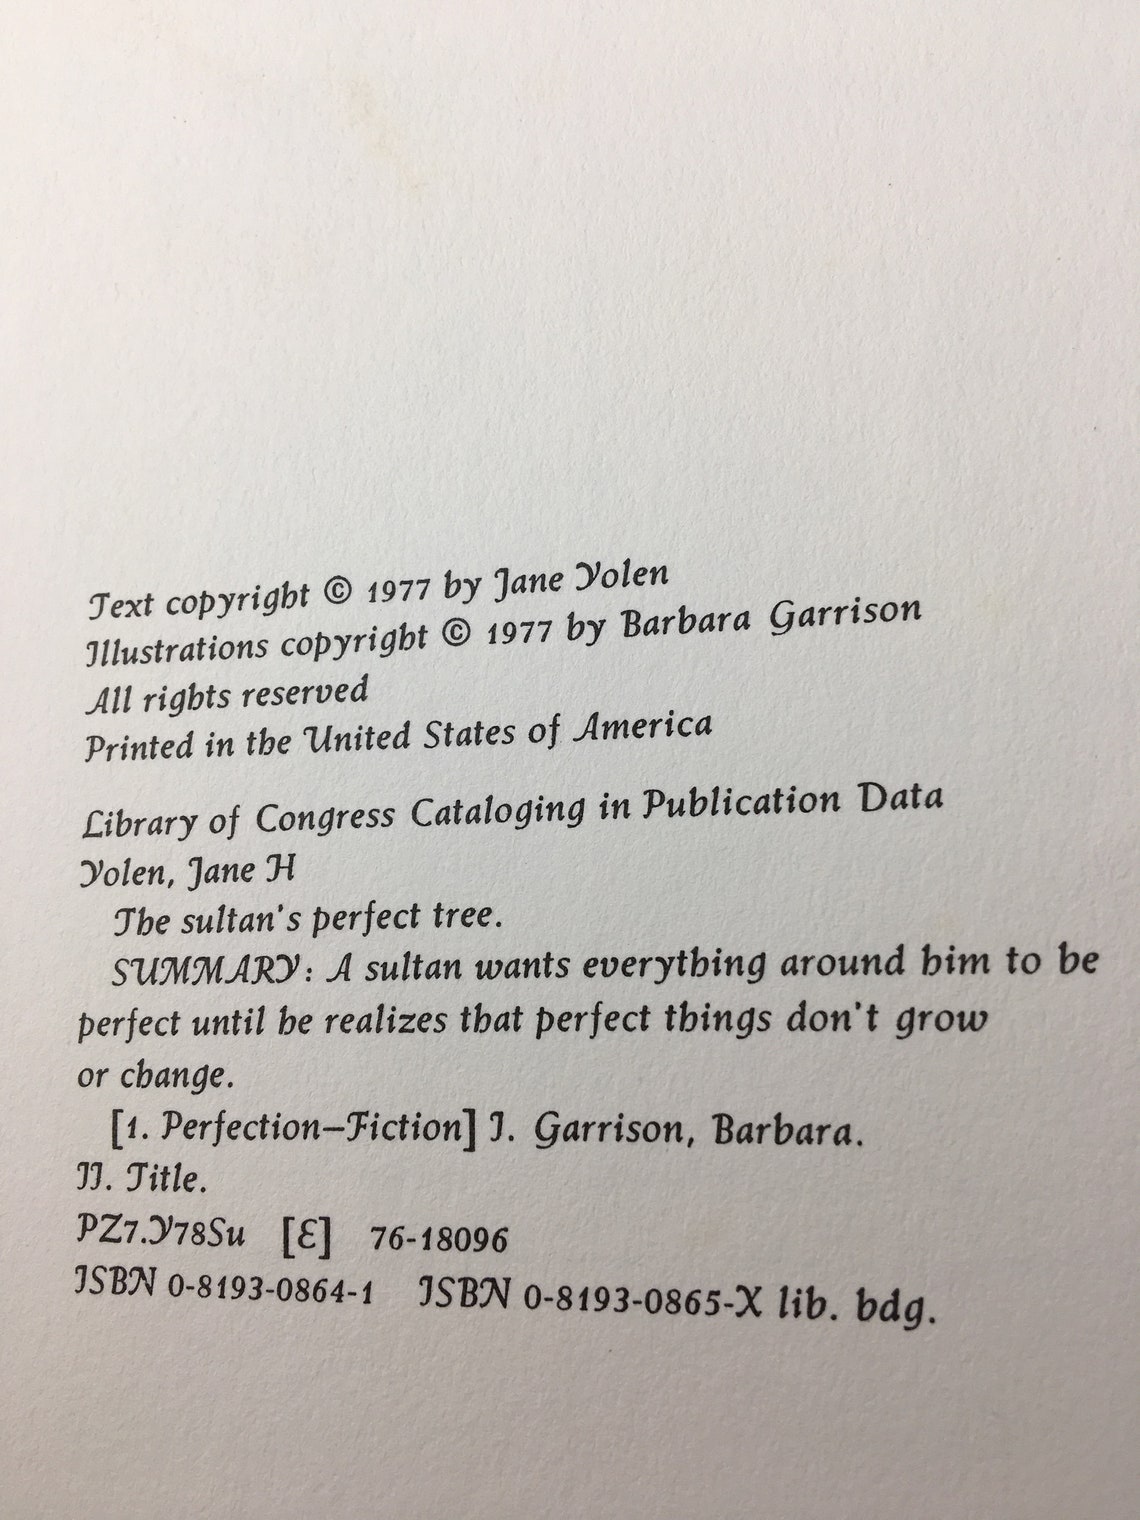 Text copyright © 1977 by Jane Yolen
Illustrations copyright © 1977 by Barbara Garrison
All rights reserved
Printed in the United States of America
Library of Congress Cataloging in Publication Data
Yolen, Jane H
The sultan's perfect tree.
SUMMARY: A sultan wants everything around him to be
perfect until he realizes that perfect things don't grow
or change.
[1. Perfection—Fiction] I. Garrison, Barbara.
II. Title.
PZ7.Y78Su [E] 76-18096
ISBN 0-8193-0864-1 ISBN 0-8193-0865-X lib. bdg.